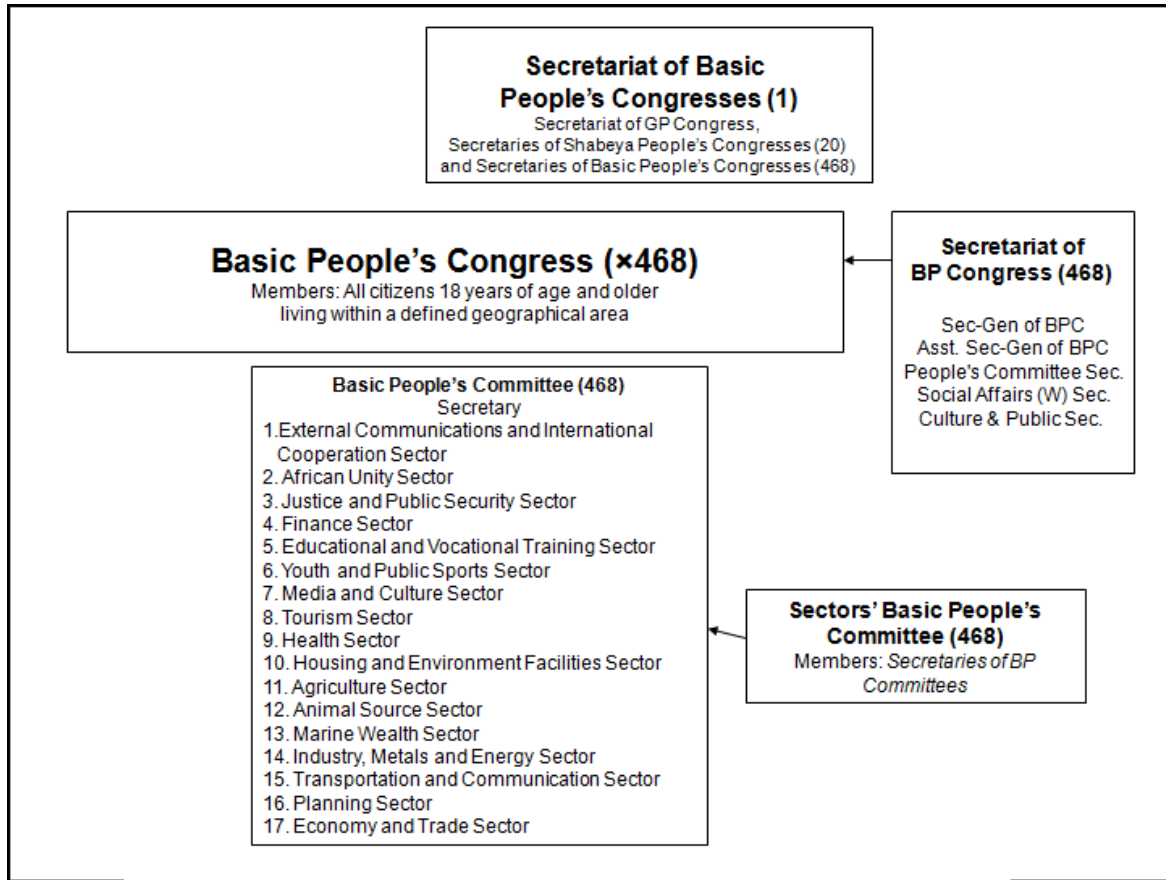 Secretariat of Basic
People's Congresses (1)
Secretariat of GP Congress,
Secretaries of Shabeya People's Congresses (20)
and Secretaries of Basic People's Congresses (468)
Basic People's Congress (×468)
Members: All citizens 18 years of age and older
living within a defined geographical area
Secretariat of
BP Congress (468)
Sec-Gen of BPC
Asst. Sec-Gen of BPC
People's Committee Sec.
Social Affairs (W) Sec.
Culture & Public Sec.
Basic People's Committee (468)
Secretary
1.External Communications and International
Cooperation Sector
2. African Unity Sector
3. Justice and Public Security Sector
4. Finance Sector
5. Educational and Vocational Training Sector
6. Youth and Public Sports Sector
7. Media and Culture Sector
8. Tourism Sector
9. Health Sector
10. Housing and Environment Facilities Sector
11. Agriculture Sector
12. Animal Source Sector
13. Marine Wealth Sector
14. Industry, Metals and Energy Sector
15. Transportation and Communication Sector
16. Planning Sector
17. Economy and Trade Sector
Sectors' Basic People's
Committee (468)
Members: Secretaries of BP
Committees